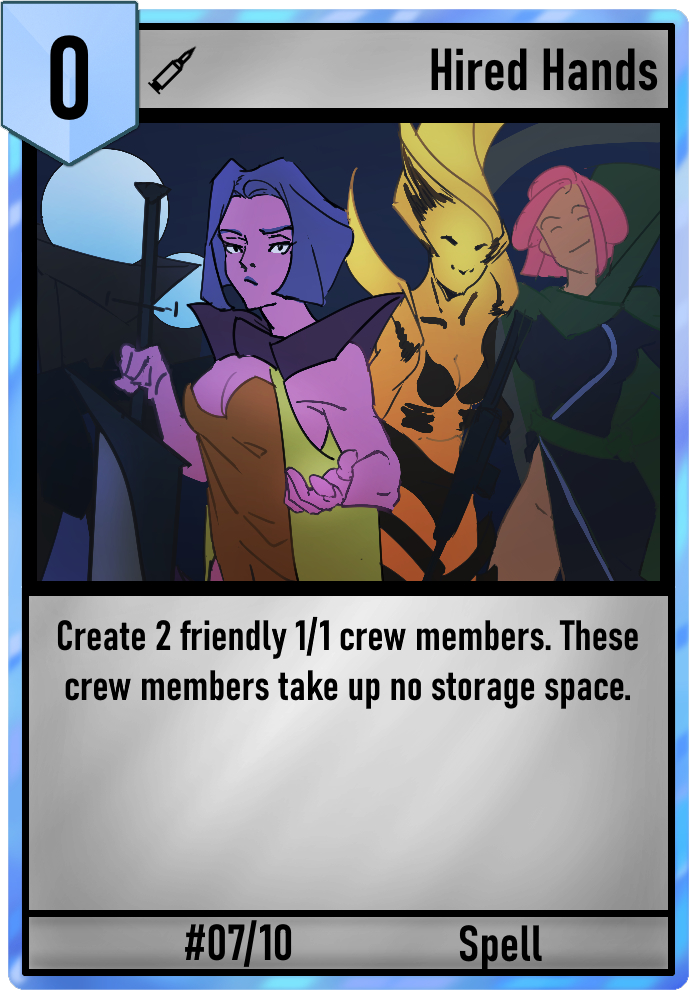 0
Hired Hands
Create 2 friendly 1/1 crew members. These
crew members take up no storage space.
#07/10 Spell